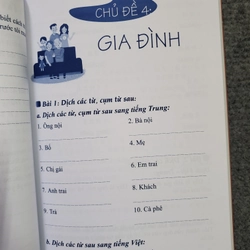 CHỦ ĐỀ 4.
GIA ĐÌNH
Bài 1: Dịch các từ, cụm từ sau:
a. Dịch các từ, cụm từ sau sang tiếng Trung:
1. Ông nội
2. Bà nội
3. Bố
4. Mẹ
5. Chị gái
6. Em trai
7. Anh trai
8. Khách
9. Trà
10. Cà phê
b. Dịch các từ sau sang tiếng Việt: